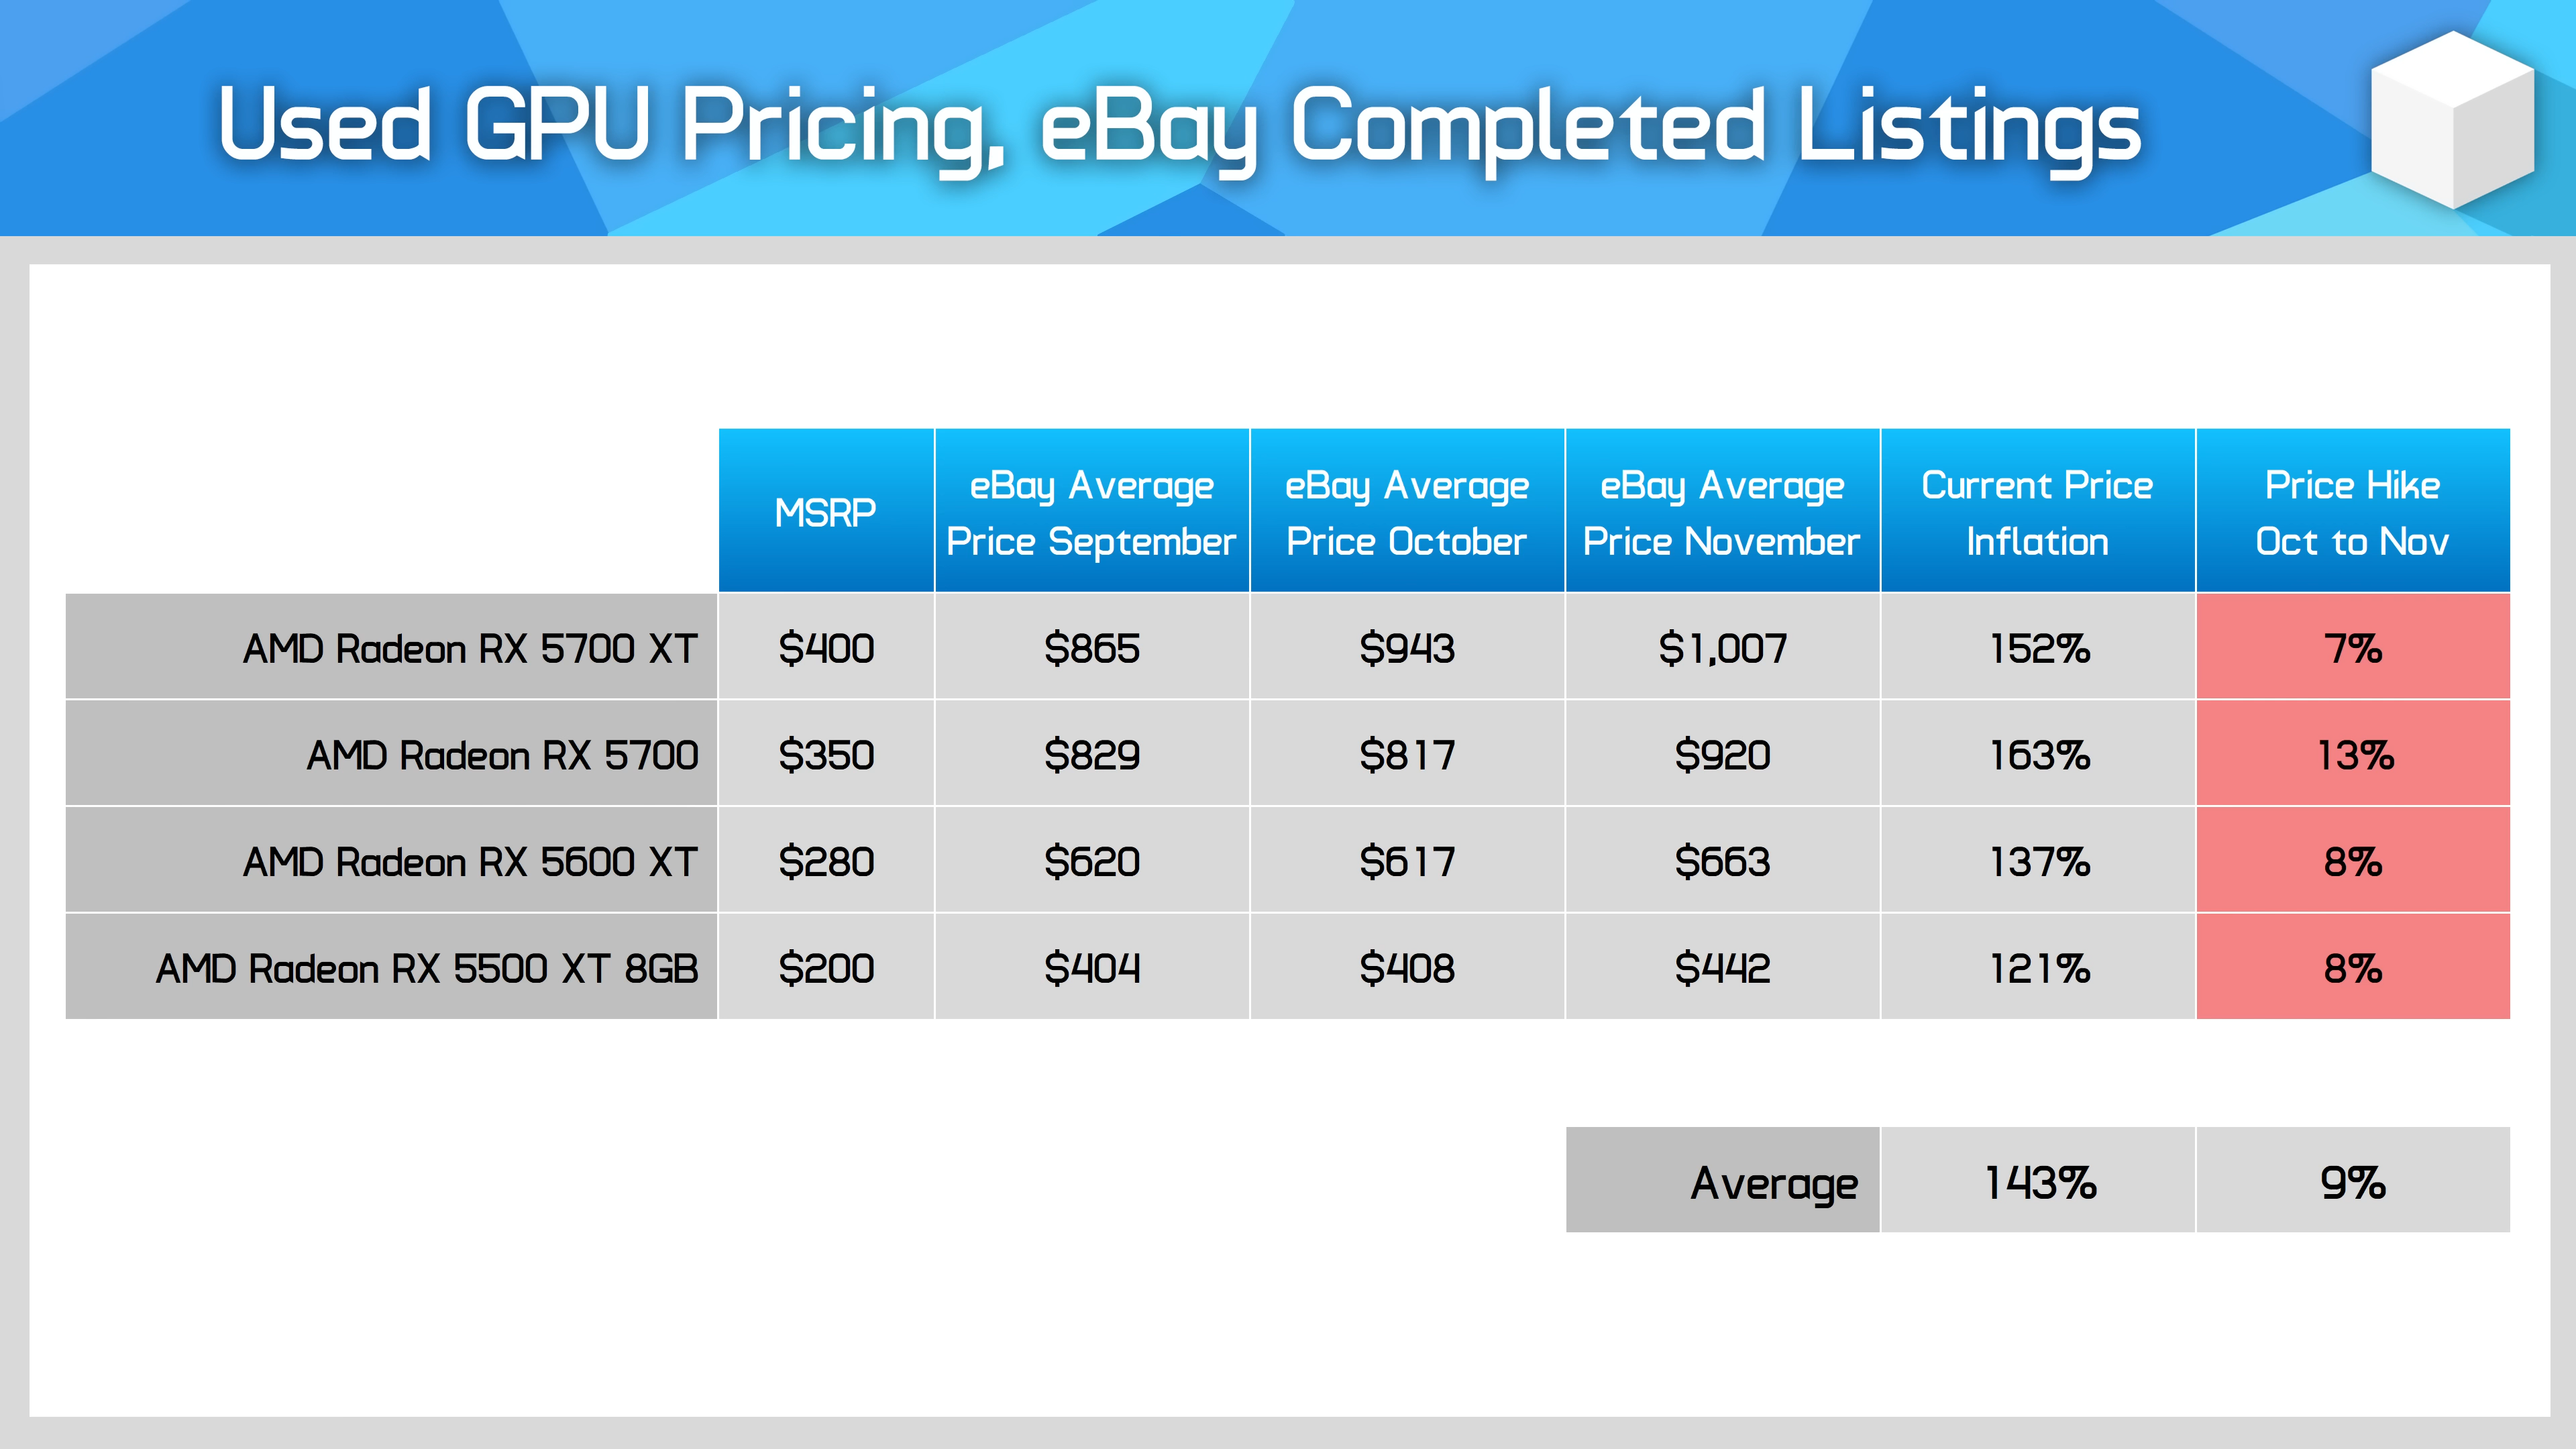 Used GPU Pricing, eBay Completed Listings
MSRP
eBay Average
Price September
eBay Average
Price October
eBay Average
Price November
Current Price
Inflation
Price Hike
Oct to Nov
AMD Radeon RX 5700 XT $400 $865 $943 $1,007 152% 7%
AMD Radeon RX 5700 $350 $829 $817 $920 163% 13%
AMD Radeon RX 5600 XT $280 $620 $617 $663 137% 8%
AMD Radeon RX 5500 XT 8GB $200 $404 $408 $442 121% 8%
Average 143% 9%